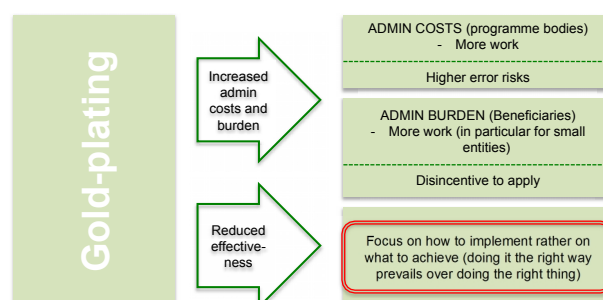 Gold-plating
Increased
admin
costs and
burden
ADMIN COSTS (programme bodies)
- More work
Higher error risks
ADMIN BURDEN (Beneficiaries)
- More work (in particular for small
entities)
Disincentive to apply
Reduced
effective-
ness
Focus on how to implement rather on
what to achieve (doing it the right way
prevails over doing the right thing)